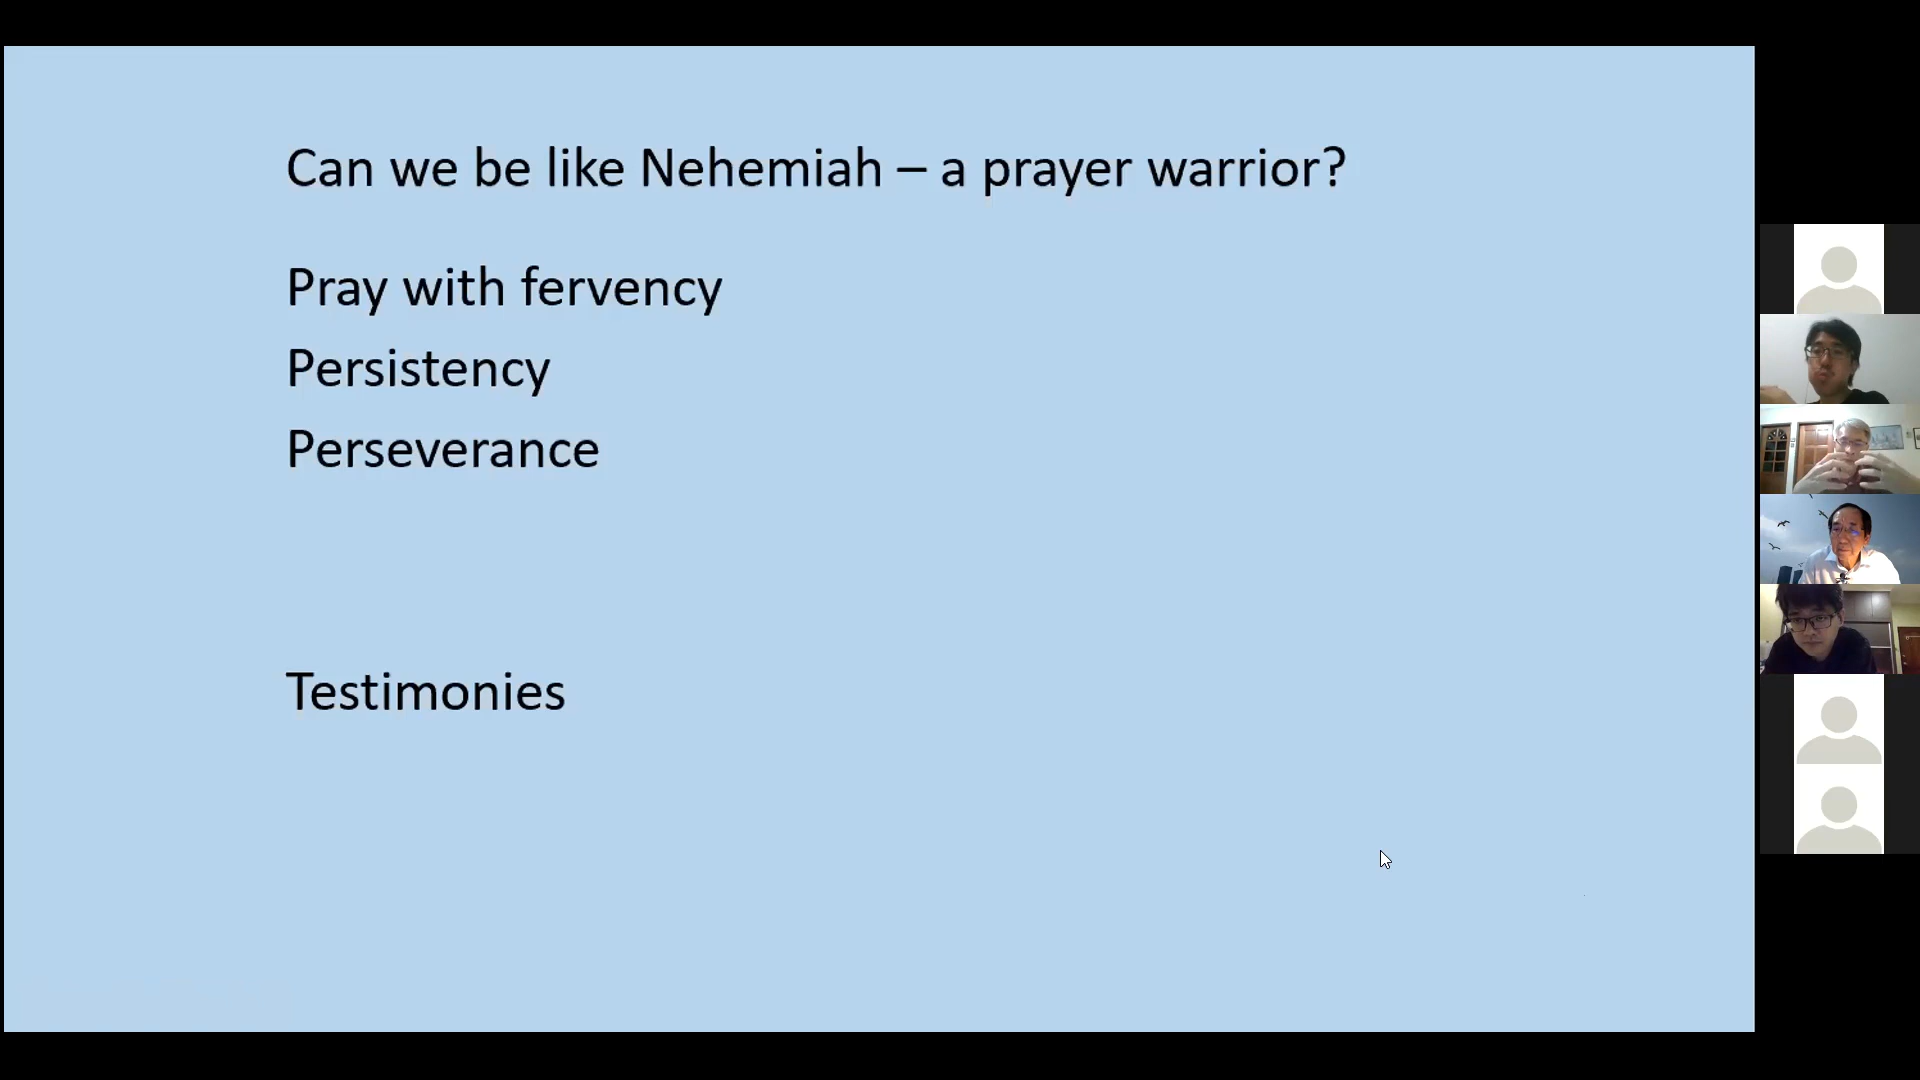 Can we be like Nehemiah – a prayer warrior?
Pray with fervency
Persistency
Perseverance
Testimonies